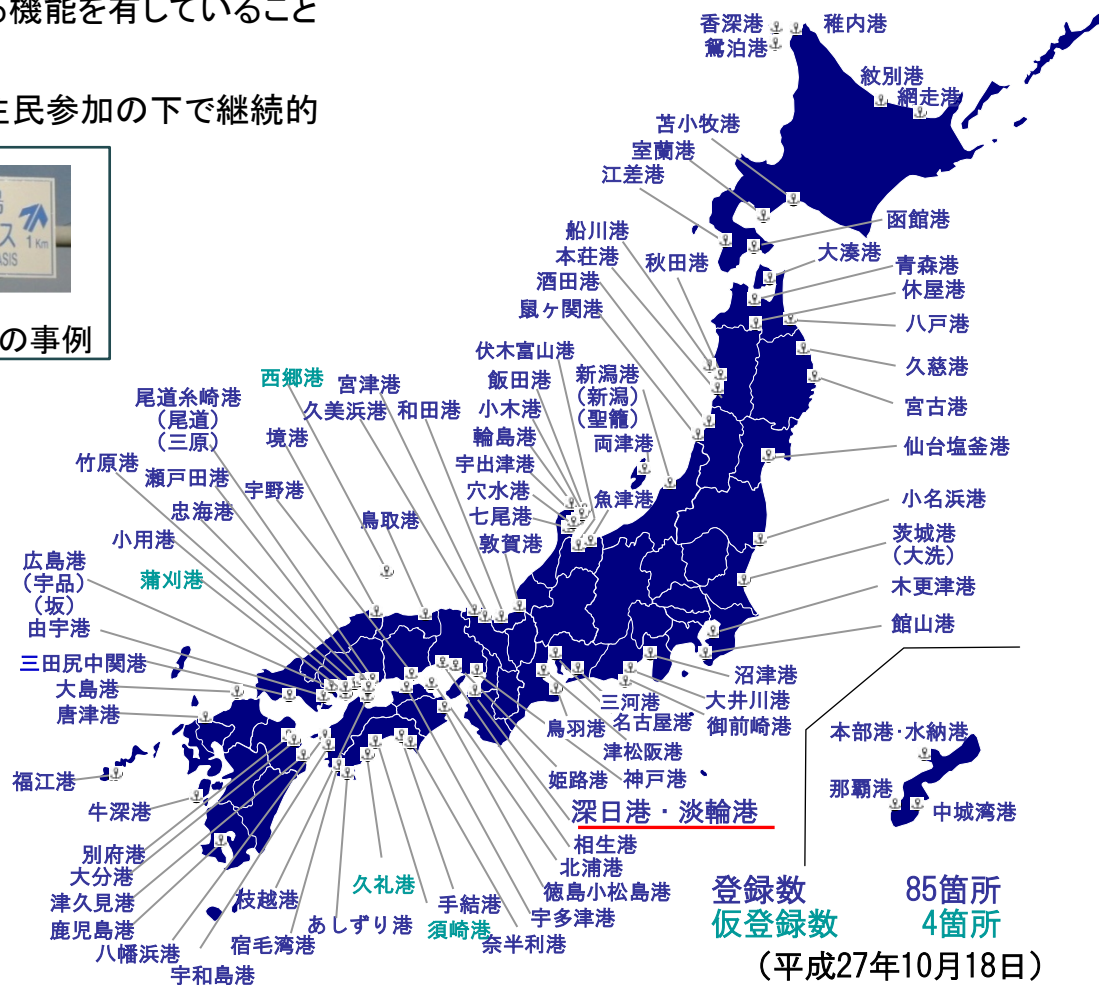 る機能を有していること
主民参加の下で継続的
ス
1Km
ASIS
の事例
香深港
稚内港
鴛泊港
紋別港
網走港
苫小牧港
室蘭港
江差港
函館港
船川港
大湊港
本荘港
秋田港
青森港
酒田港
休屋港
鼠ヶ関港
八戸港
伏木富山港
久慈港
西郷港
宮津港
飯田港
新潟港
（新潟）
（聖籠）
尾道糸崎港
（尾道）
（三原）
久美浜港
和田港
小木港
宮古港
境港
輪島港
両津港
仙台塩釜港
竹原港
宇出津港
瀬戸田港
宇野港
穴水港
魚津港
小名浜港
忠海港
鳥取港
七尾港
小用港
敦賀港
茨城港
（大洗）
広島港
（宇品）
（坂）
蒲刈港
木更津港
由宇港
館山港
三田尻中関港
沼津港
大島港
三河港
大井川港
唐津港
鳥羽港
名古屋港
御前崎港
本部港・水納港
津松阪港
福江港
姫路港
神戸港
那覇港
牛深港
深日港・淡輪港
中城湾港
別府港
相生港
大分港
北浦港
津久見港
枝越港
久礼港
徳島小松島港
鹿児島港
あしずり港
手結港
宇多津港
八幡浜港
宿毛湾港
須崎港
奈半利港
宇和島港
登録数 85箇所
仮登録数 4箇所
（平成27年10月18日）